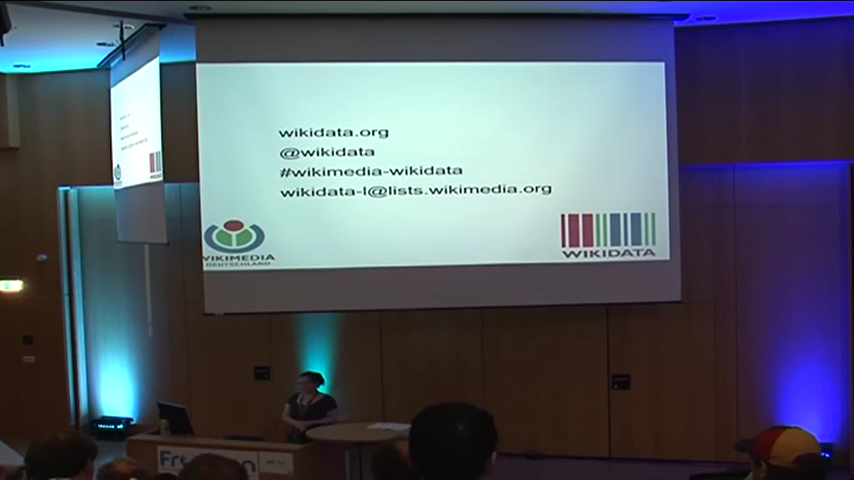 wikidata.org
@wikidata
#wikimedia-wikidata
wikidata-l@lists.wikimedia.org
WIKIMEDIA
DEUTSCHLAND
WIKIDATA